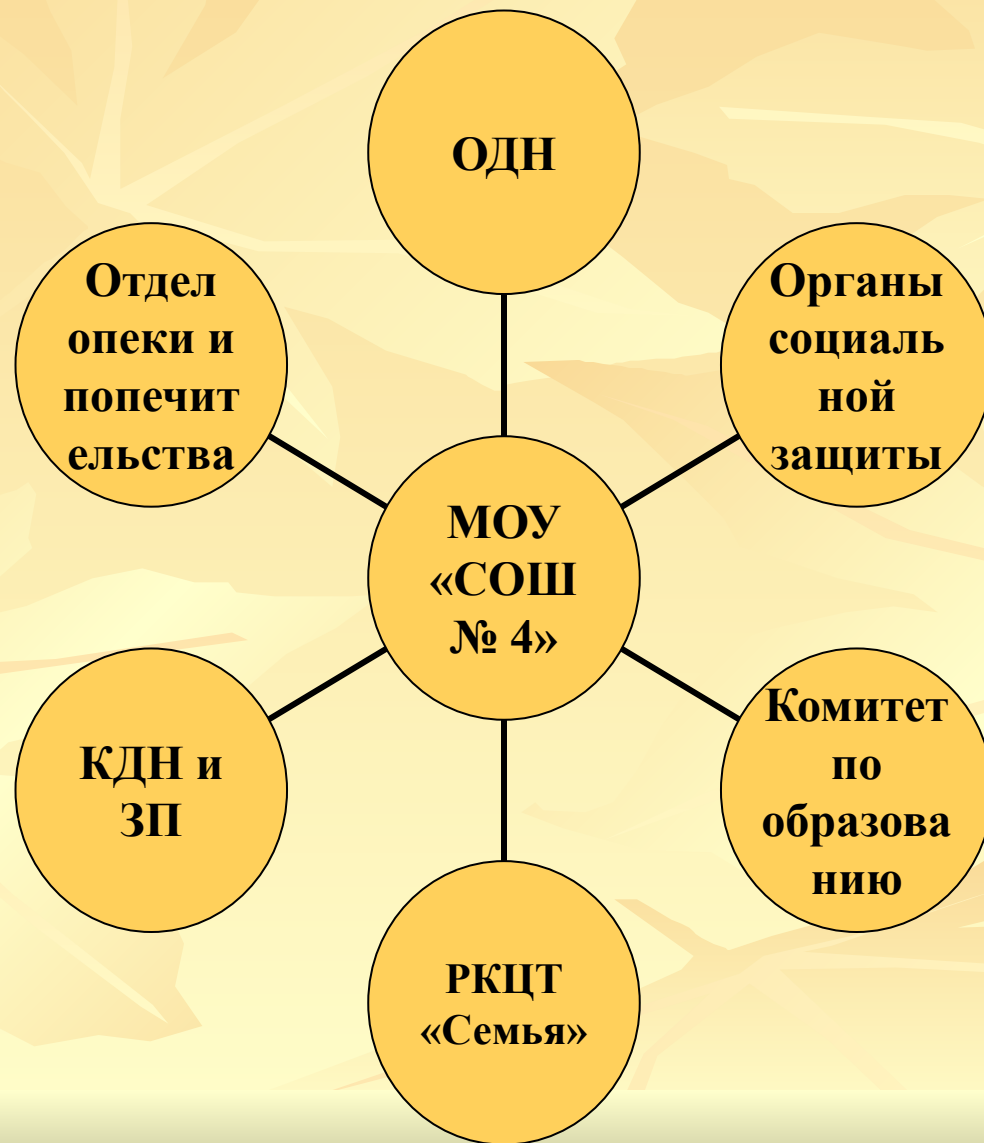 ОДН
Отдел
опеки и
попечит
ельства
Органы
социаль
ной
защиты
МОУ
«СОШ
№ 4»
КДН и
ЗП
Комитет
по
образова
нию
РКЦТ
«Семья»